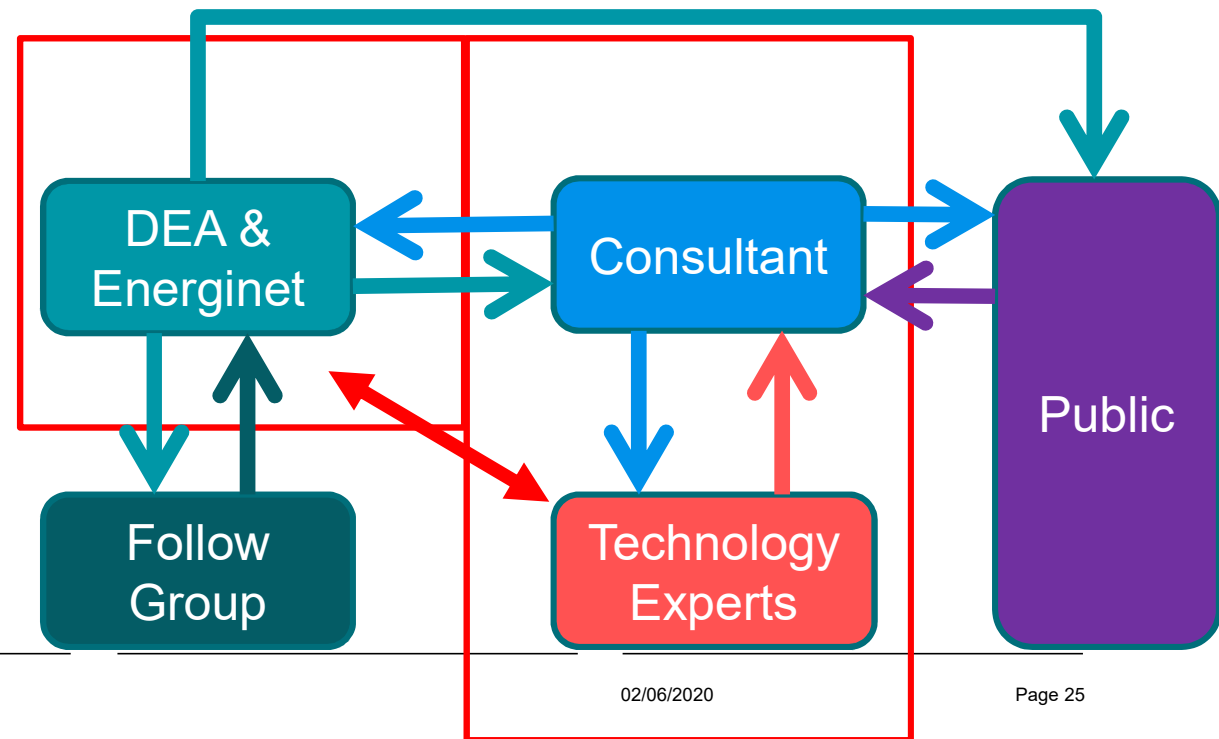 DEA &
Energinet
Consultant
Public
Follow
Group
Technology
Experts
02/06/2020
Page 25